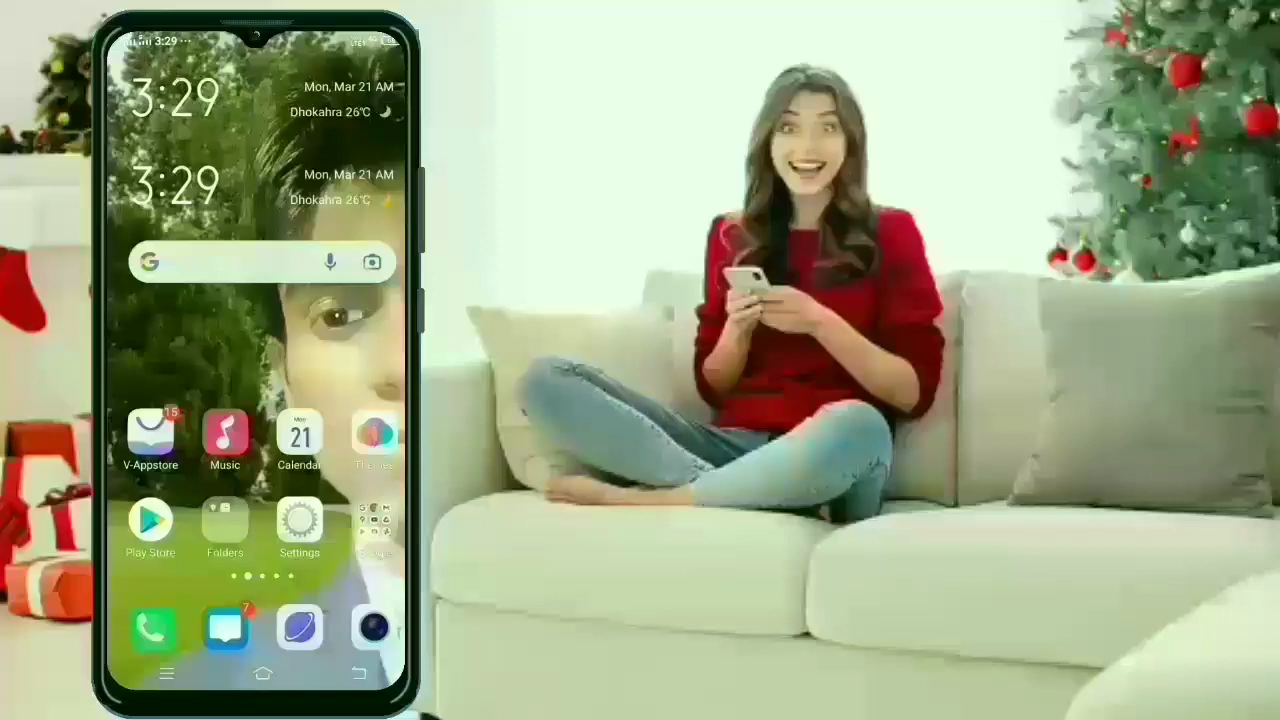 3:29 ...
3:29
Mon, Mar 21 AM
Dhokahra 26°C
3:29
Mon, Mar 21 AM
Dhokahra 26°C
15
Mon
21
V-Appstore
Music
Calendar
Play Store
Folders
Settings
7